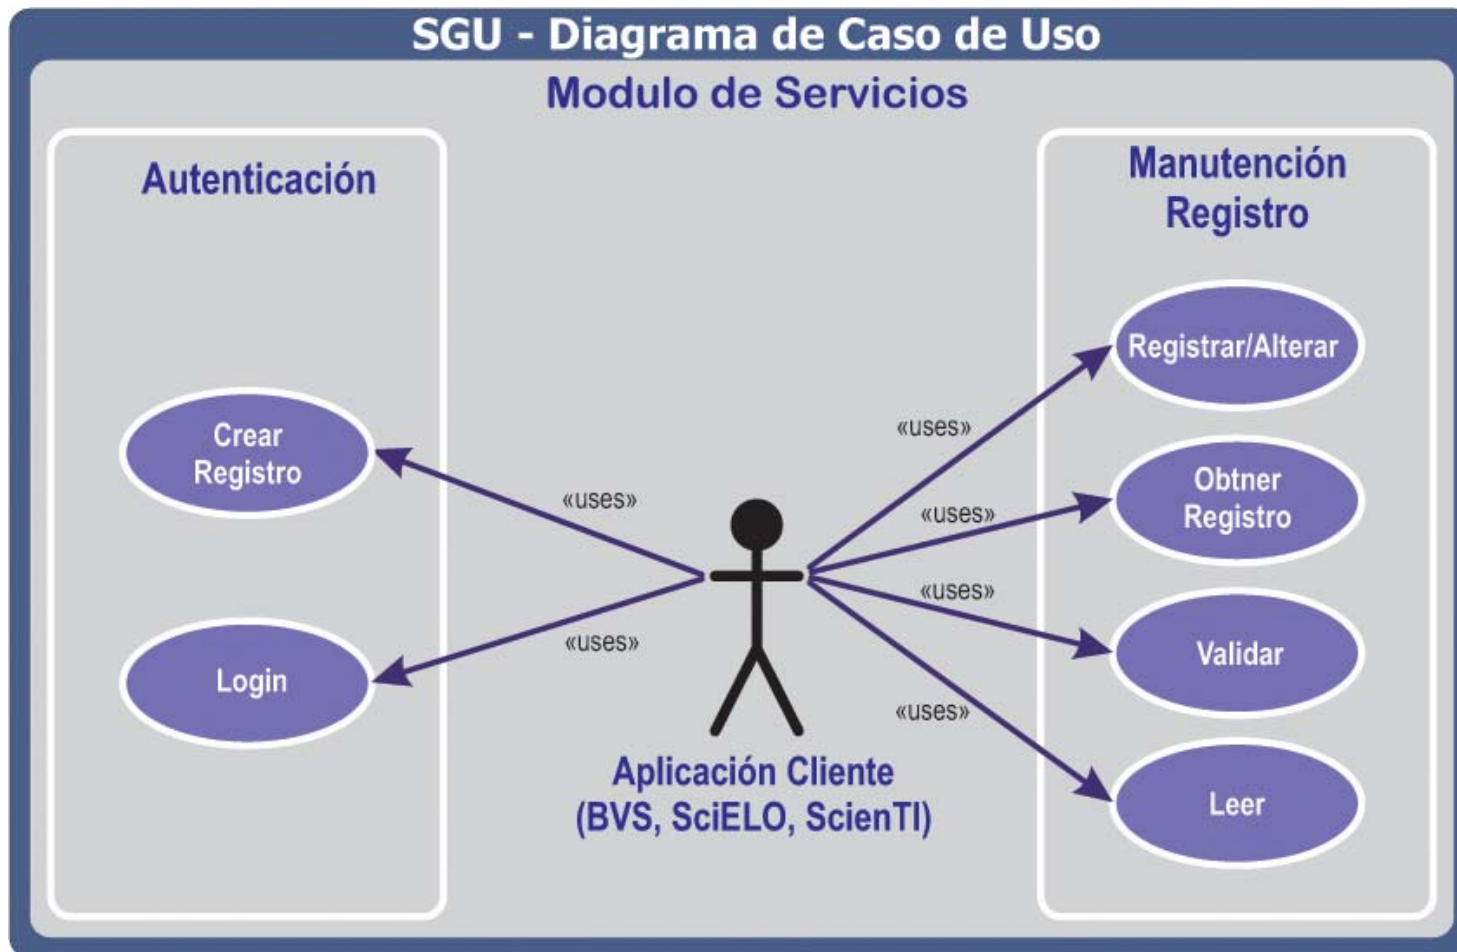 SGU - Diagrama de Caso de Uso
Modulo de Servicios
Autenticación
Crear
Registro
Login
«uses»
«uses»
Aplicación Cliente
(BVS, SciELO, ScienTI)
«uses»
«uses»
«uses»
«uses»
Manutención
Registro
Registrar/Alterar
Obtner
Registro
Validar
Leer